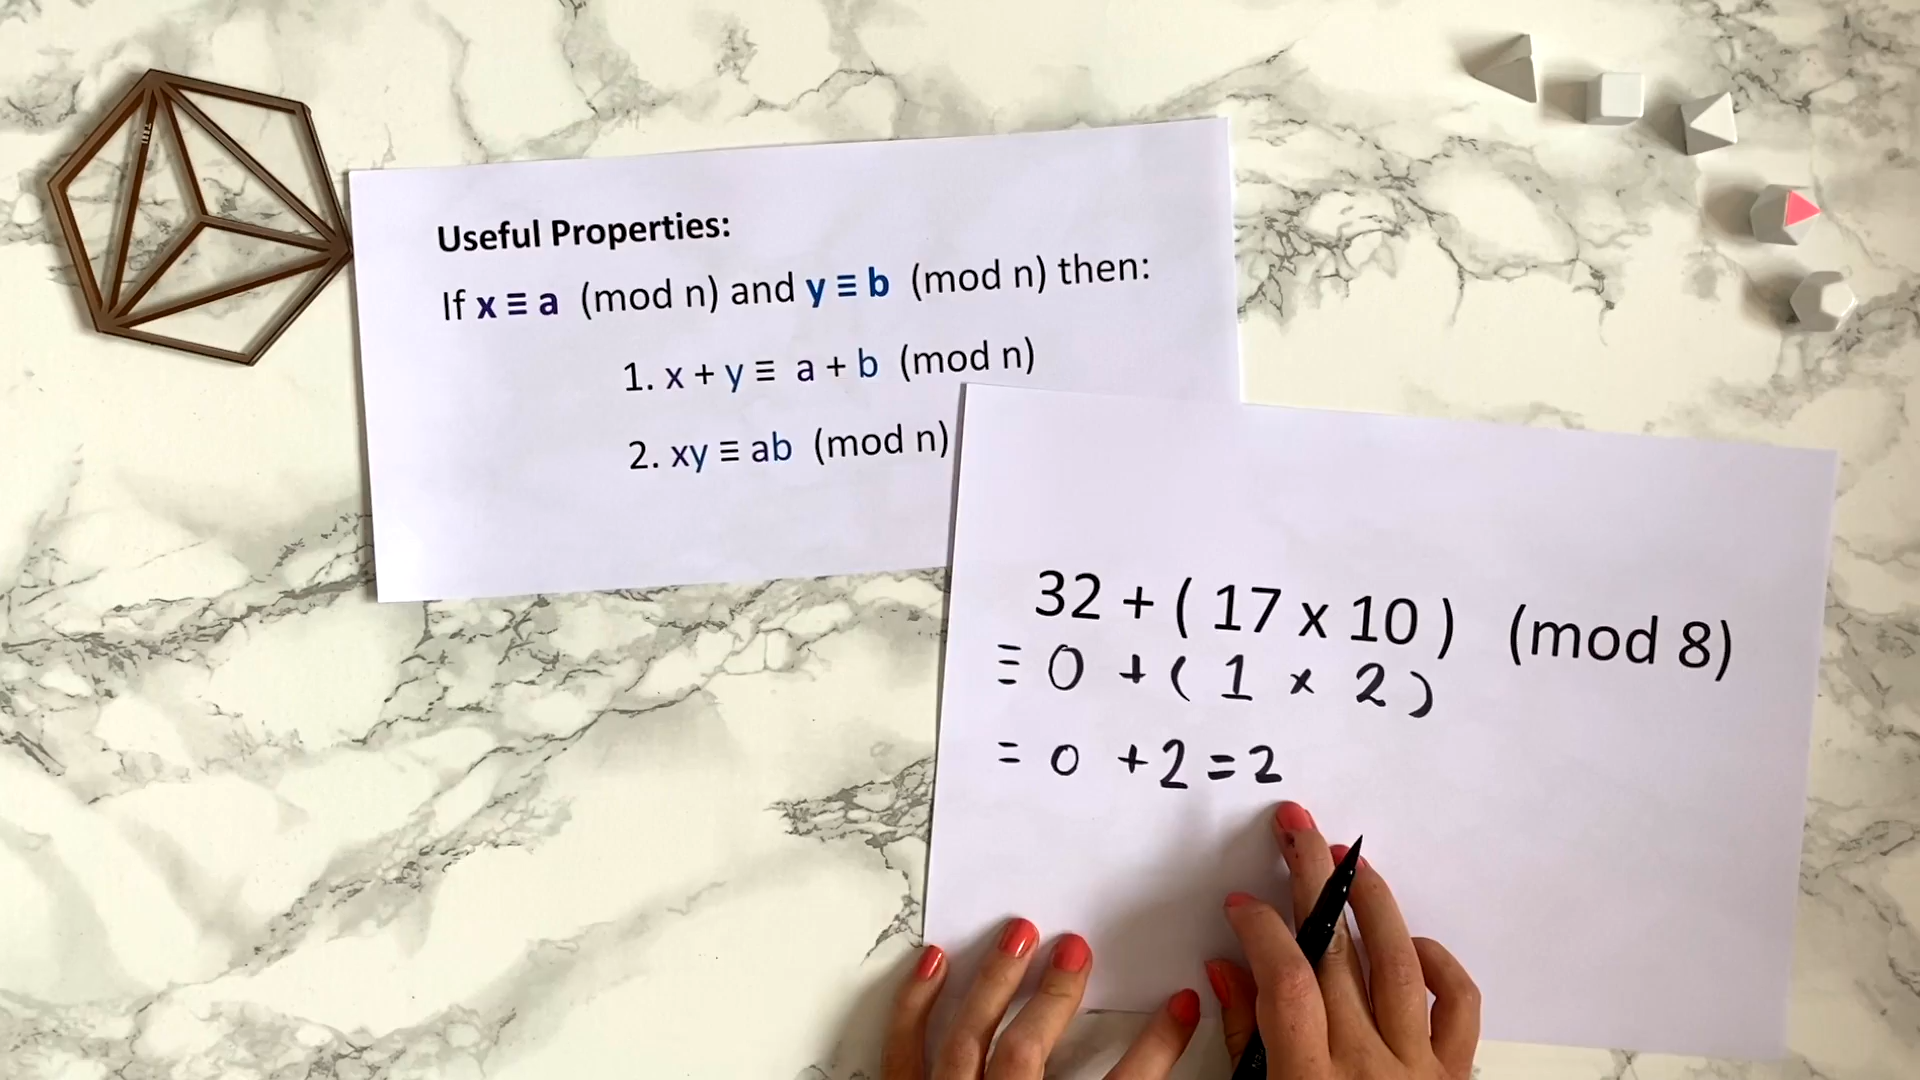 Useful Properties:
If x ≡ a (mod n) and y ≡ b (mod n) then:
1. x + y ≡ a + b (mod n)
2. xy ≡ ab (mod n)
32 + ( 17 x 10 ) (mod 8)
≡ 0 + ( 1 × 2 )
= 0 + 2 = 2